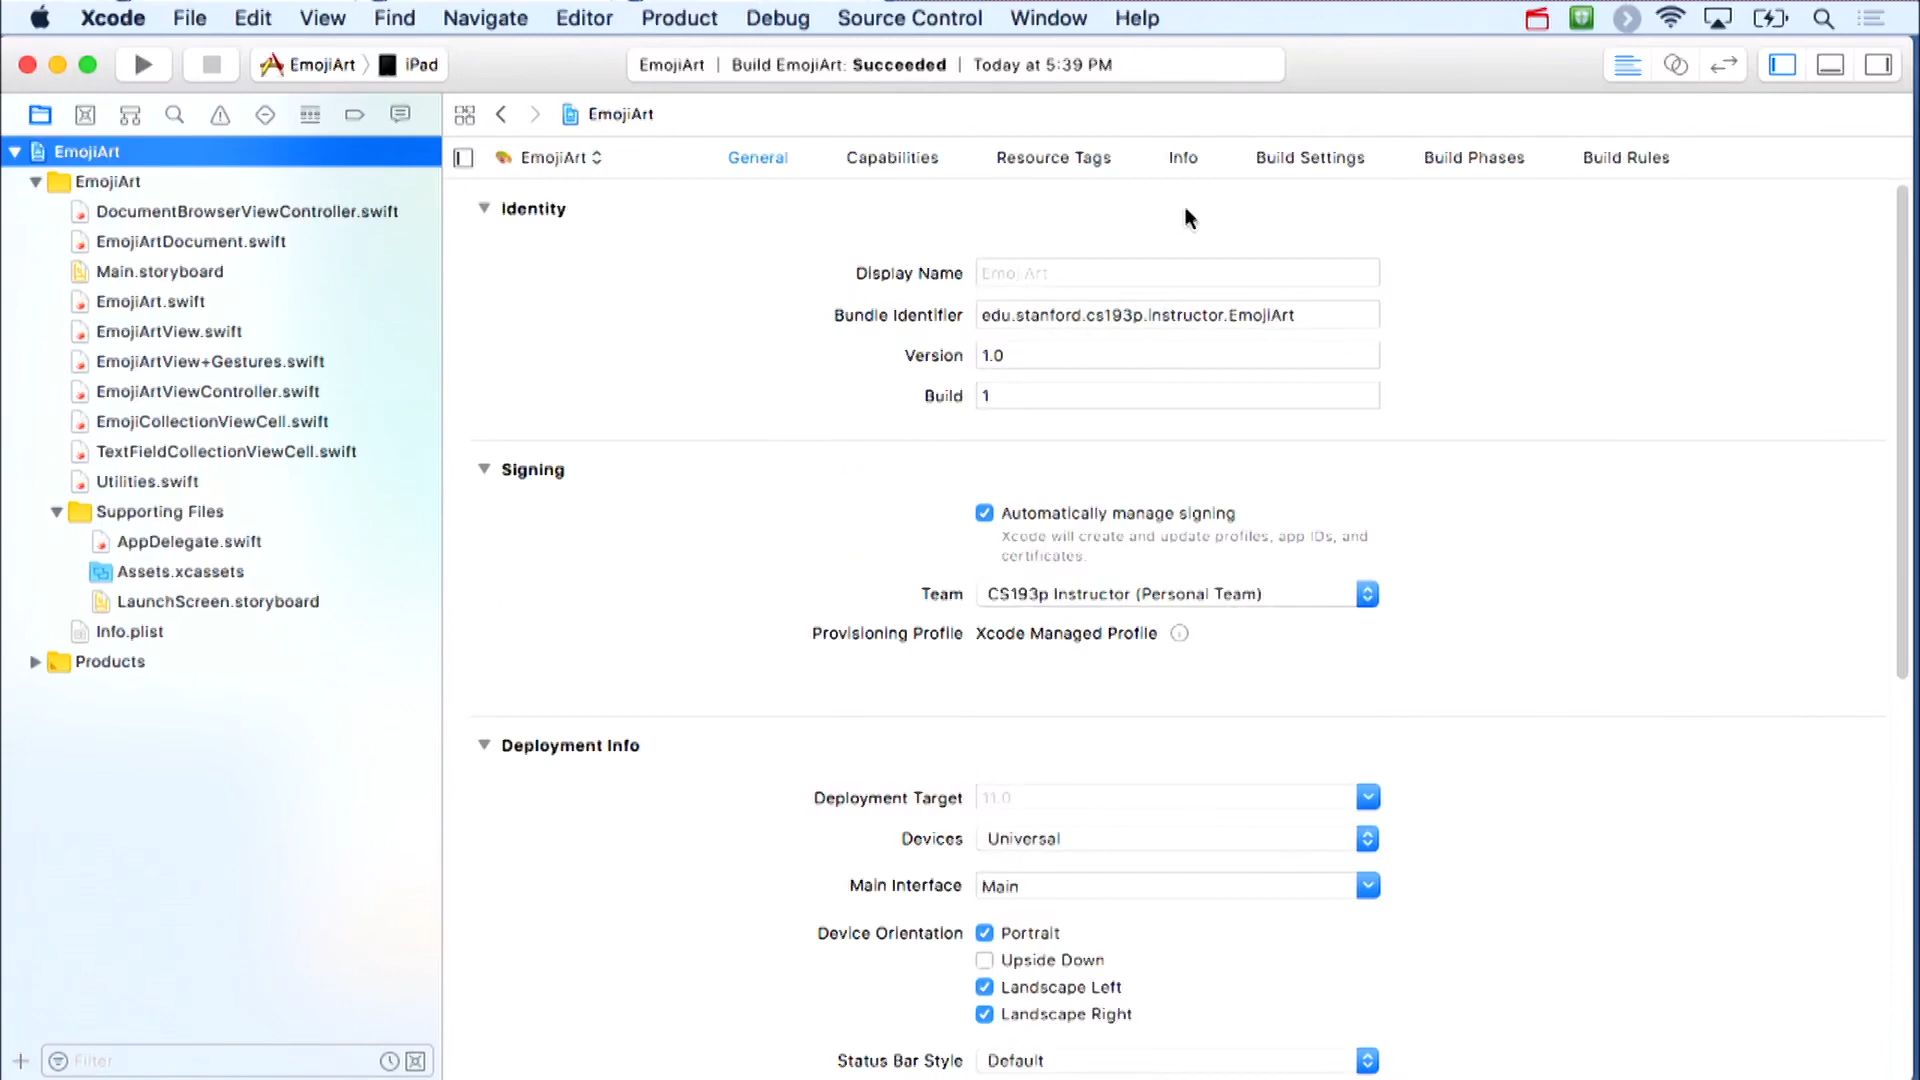 Xcode File Edit View Find Navigate Editor Product Debug Source Control Window Help
EmojiArt iPad
EmojiArt | Build EmojiArt: Succeeded | Today at 5:39 PM
EmojiArt
EmojiArt
EmojiArt General Capabilities Resource Tags Info Build Settings Build Phases Build Rules
EmojiArt
DocumentBrowserViewController.swift
EmojiArtDocument.swift
Main.storyboard
EmojiArt.swift
EmojiArtView.swift
EmojiArtView+Gestures.swift
EmojiArtViewController.swift
EmojiCollectionViewCell.swift
TextFieldCollectionViewCell.swift
Utilities.swift
Supporting Files
AppDelegate.swift
Assets.xcassets
LaunchScreen.storyboard
Info.plist
Products
Filter
Identity
Display Name Emoji Art
Bundle Identifier edu.stanford.cs193p.instructor.EmojiArt
Version 1.0
Build 1
Signing
Automatically manage signing
Xcode will create and update profiles, app IDs, and
certificates.
Team CS193p Instructor (Personal Team)
Provisioning Profile Xcode Managed Profile
Deployment Info
Deployment Target 11.0
Devices Universal
Main Interface Main
Device Orientation Portrait
Upside Down
Landscape Left
Landscape Right
Status Bar Style Default